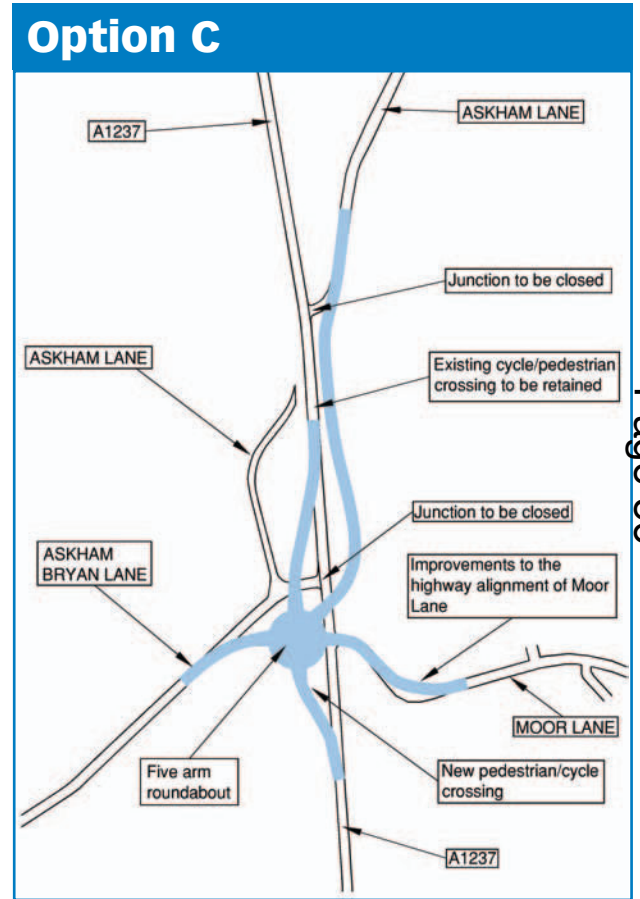 Option C
A1237
ASKHAM LANE
Junction to be closed
ASKHAM LANE
Existing cycle/pedestrian
crossing to be retained
Junction to be closed
ASKHAM
BRYAN LANE
Improvements to the
highway alignment of Moor
Lane
MOOR LANE
Five arm
roundabout
New pedestrian/cycle
crossing
A1237